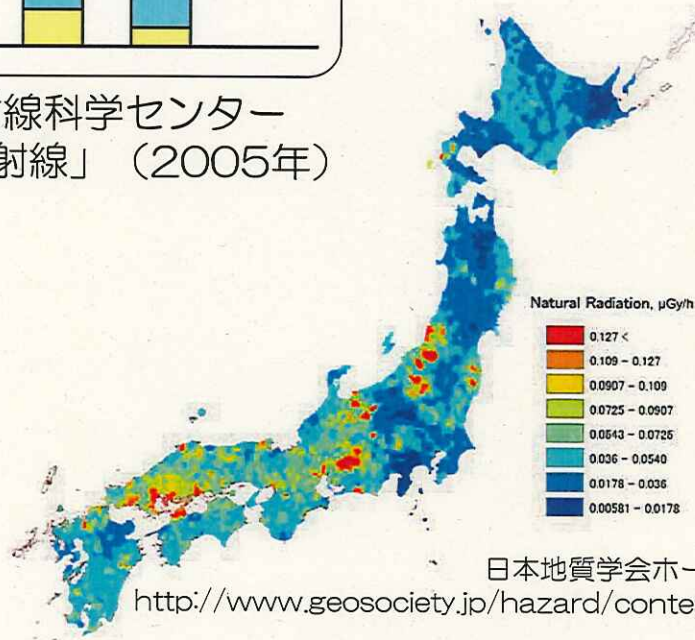 線科学センター
射線」（2005年）
Natural Radiation, μGy/h
0.127 <
0.109 - 0.127
0.0907 - 0.109
0.0725 - 0.0907
0.0543 - 0.0725
0.036 - 0.0540
0.0178 - 0.036
0.00581 - 0.0178
日本地質学会ホー
http://www.geosociety.jp/hazard/conte